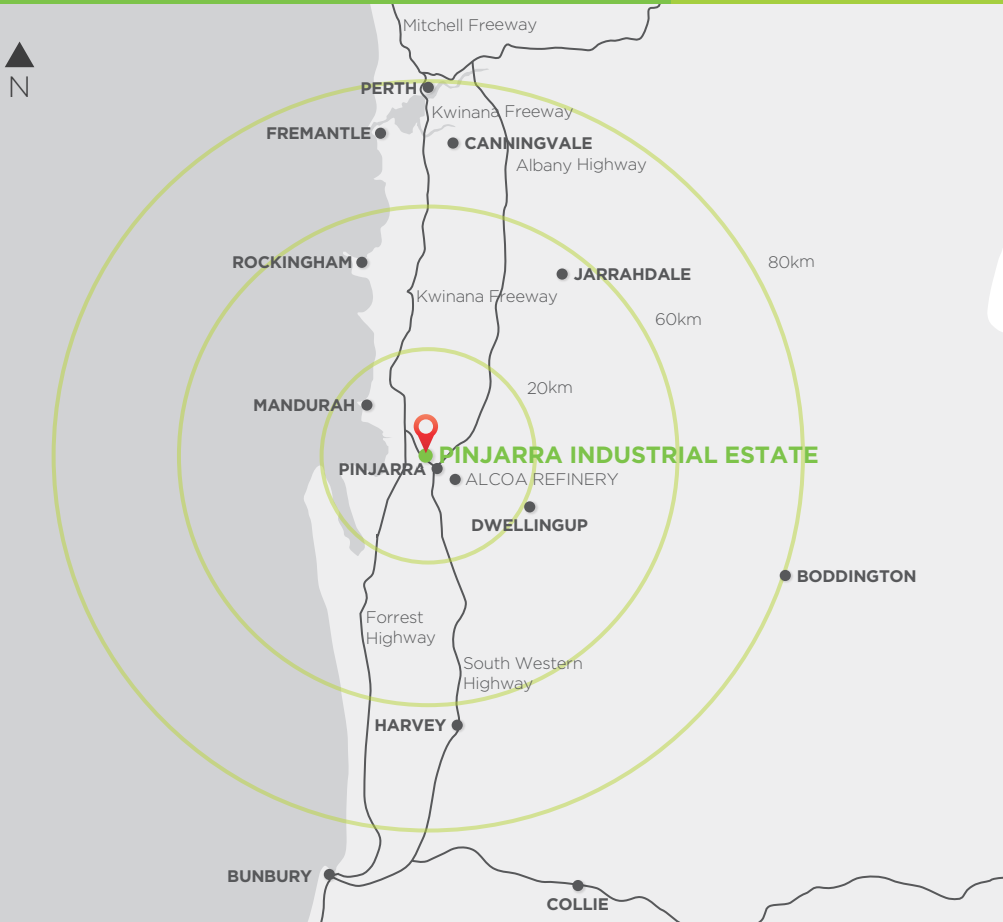 Mitchell Freeway
N
PERTH
Kwinana Freeway
FREMANTLE
CANNINGVALE
Albany Highway
ROCKINGHAM
80km
JARRAHDALE
Kwinana Freeway
60km
20km
MANDURAH
PINJARRA INDUSTRIAL ESTATE
PINJARRA
ALCOA REFINERY
DWELLINGUP
BODDINGTON
Forrest
Highway
South Western
Highway
HARVEY
BUNBURY
COLLIE